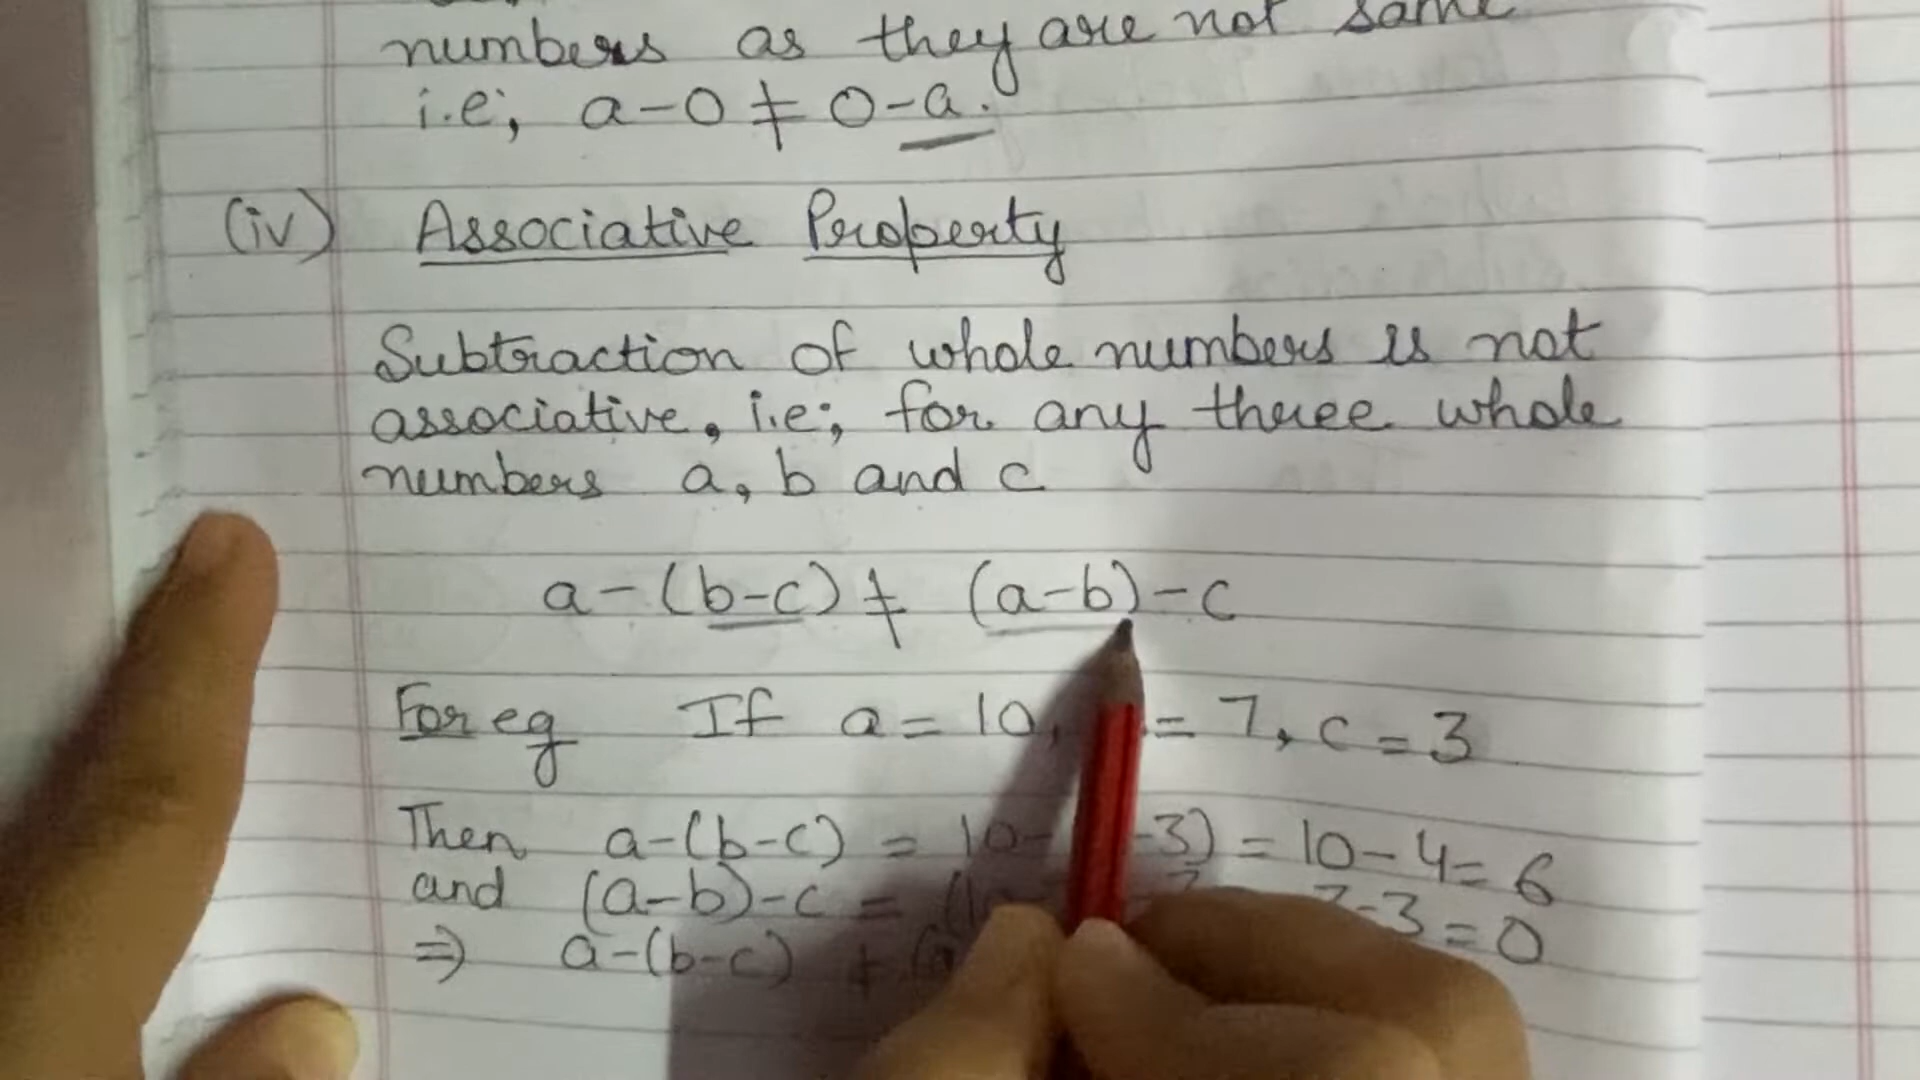 numbers as they are not same
i.e; a-0 ≠ 0-a.
(iv) Associative Property
Subtraction of whole numbers is not
associative, i.e; for any three whole
numbers a, b and c
a-(b-c) ≠ (a-b)-c
For eg If a = 10, = 7, c = 3
Then a-(b-c) = 10- -3) = 10-4 = 6
and (a-b)-c = (10 3-3 = 0
⇒ a-(b-c) ≠ (a